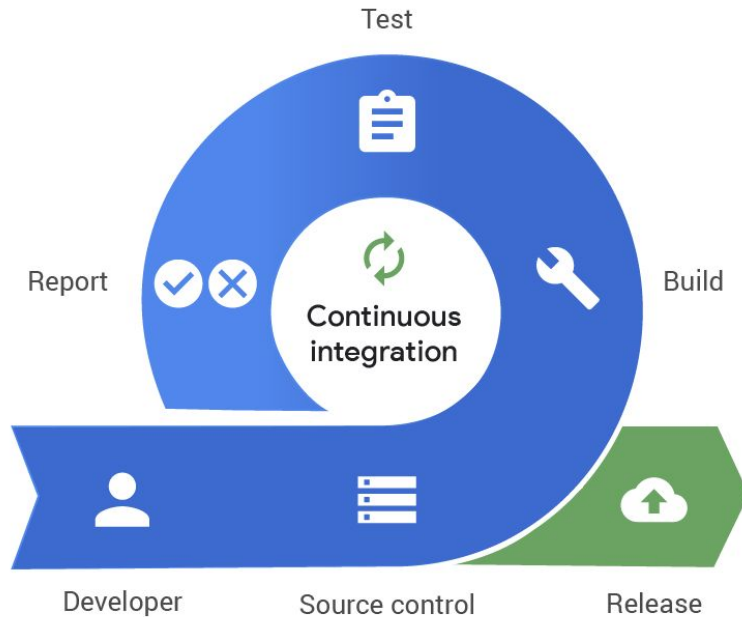 Test
Report
Continuous
integration
Build
Developer
Source control
Release